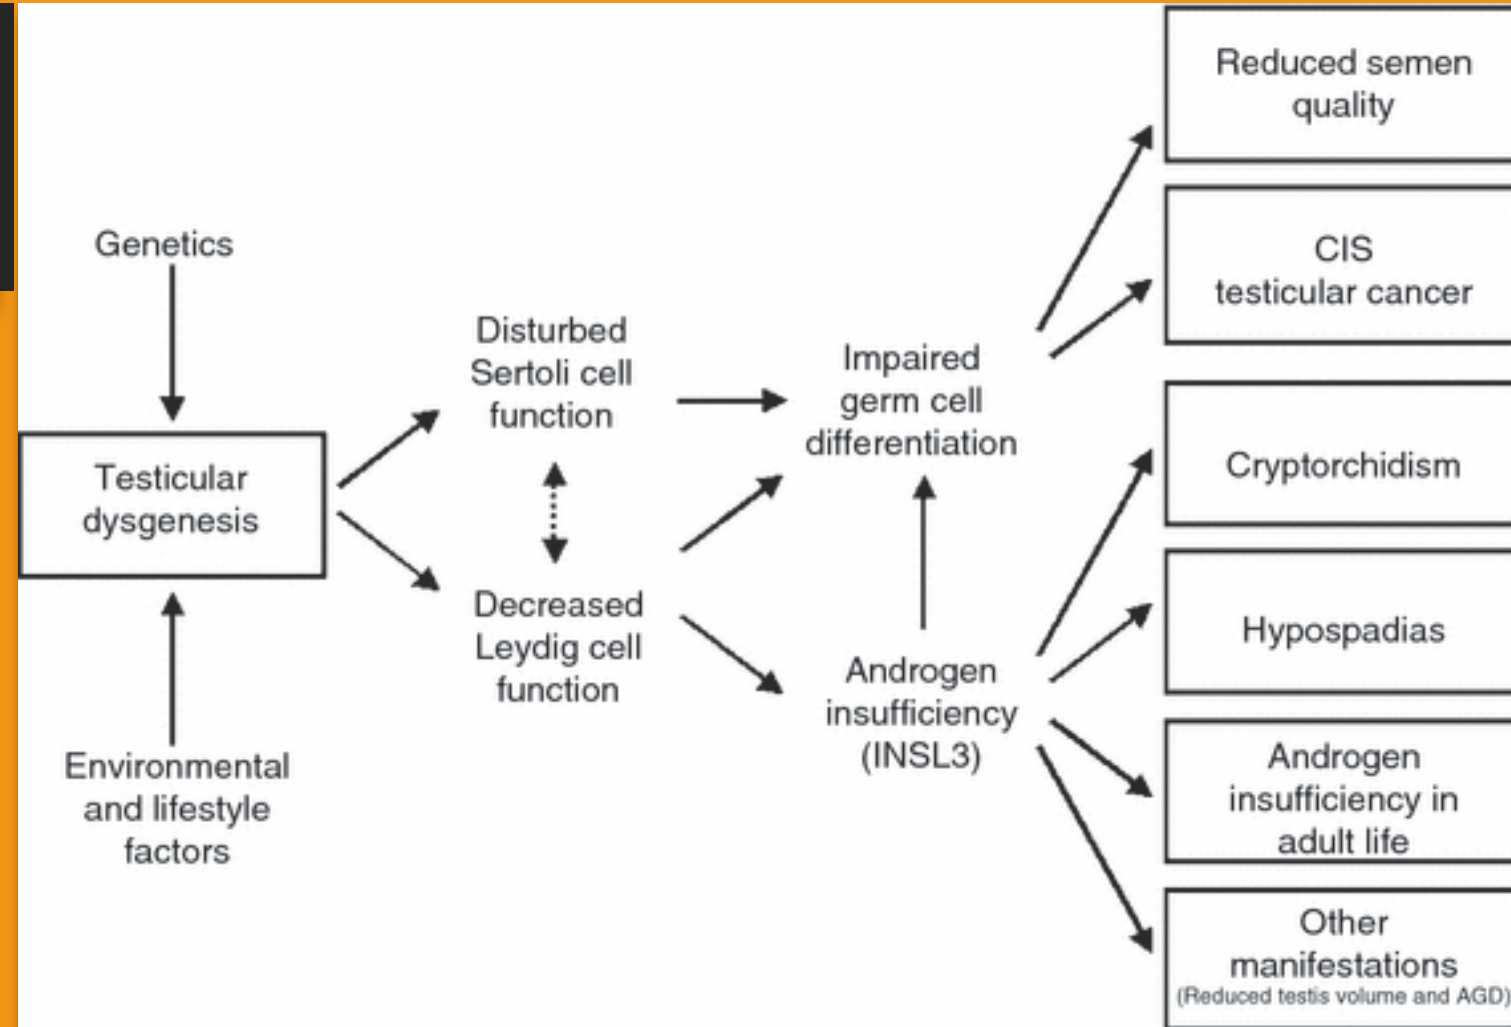 Genetics
Testicular
dysgenesis
Environmental
and lifestyle
factors
Disturbed
Sertoli cell
function
Decreased
Leydig cell
function
Impaired
germ cell
differentiation
Androgen
insufficiency
(INSL3)
Reduced semen
quality
CIS
testicular cancer
Cryptorchidism
Hypospadias
Androgen
insufficiency in
adult life
Other
manifestations
(Reduced testis volume and AGD)